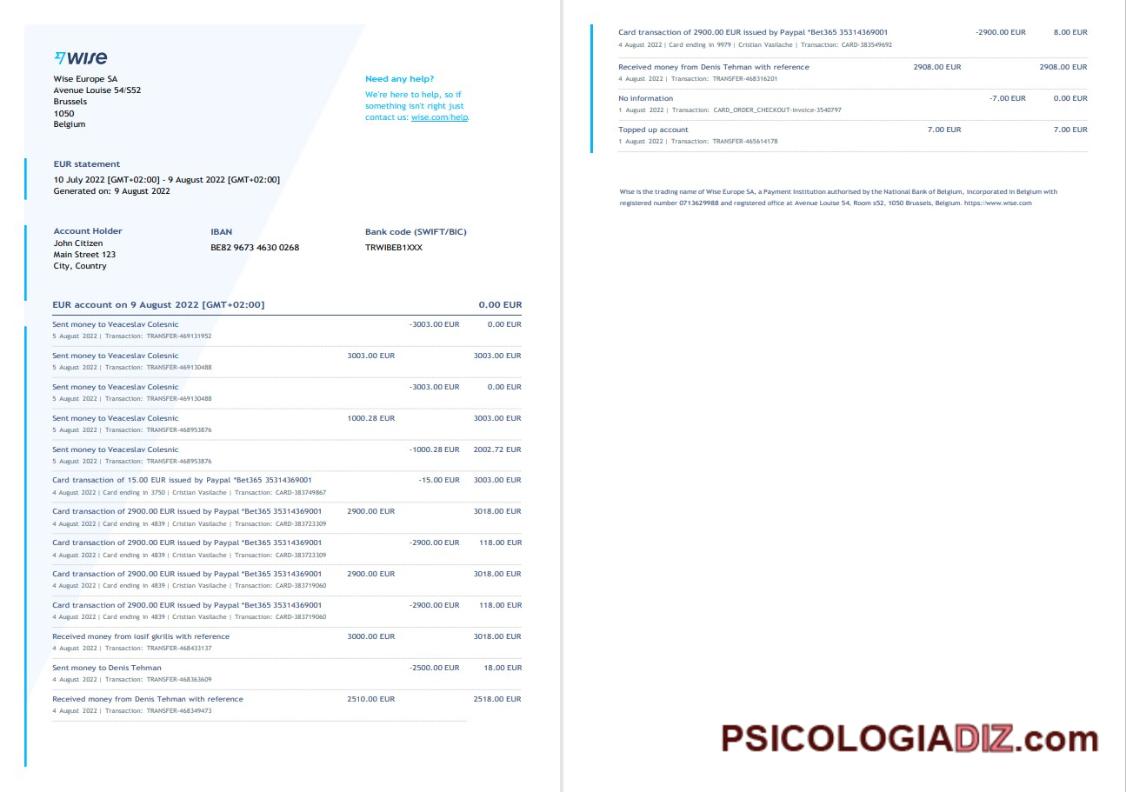 wise
Wise Europe SA
Avenue Louise 54/S52
Brussels
1050
Belgium
Need any help?
We're here to help, so if
something isn't right just
contact us: wise.com/help.
EUR statement
10 July 2022 [GMT+02:00] - 9 August 2022 [GMT+02:00]
Generated on: 9 August 2022
Account Holder
John Citizen
Main Street 123
City, Country
IBAN
BE82 9673 4630 0268
Bank code (SWIFT/BIC)
TRWIBEB1XXX
EUR account on 9 August 2022 [GMT+02:00] 0.00 EUR
Sent money to Veaceslav Colesnic -3003.00 EUR 0.00 EUR
5 August 2022 | Transaction: TRANSFER-469131952
Sent money to Veaceslav Colesnic 3003.00 EUR 3003.00 EUR
5 August 2022 | Transaction: TRANSFER-469130488
Sent money to Veaceslav Colesnic -3003.00 EUR 0.00 EUR
5 August 2022 | Transaction: TRANSFER-469130488
Sent money to Veaceslav Colesnic 1000.28 EUR 3003.00 EUR
5 August 2022 | Transaction: TRANSFER-468953876
Sent money to Veaceslav Colesnic -1000.28 EUR 2002.72 EUR
5 August 2022 | Transaction: TRANSFER-468953876
Card transaction of 15.00 EUR issued by Paypal *Bet365 35314369001 -15.00 EUR 3003.00 EUR
4 August 2022 | Card ending in 3750 | Cristian Vasilache | Transaction: CARD-383749867
Card transaction of 2900.00 EUR issued by Paypal *Bet365 35314369001 2900.00 EUR 3018.00 EUR
4 August 2022 | Card ending in 4839 | Cristian Vasilache | Transaction: CARD-383723309
Card transaction of 2900.00 EUR issued by Paypal *Bet365 35314369001 -2900.00 EUR 118.00 EUR
4 August 2022 | Card ending in 4839 | Cristian Vasilache | Transaction: CARD-383723309
Card transaction of 2900.00 EUR issued by Paypal *Bet365 35314369001 2900.00 EUR 3018.00 EUR
4 August 2022 | Card ending in 4839 | Cristian Vasilache | Transaction: CARD-383719060
Card transaction of 2900.00 EUR issued by Paypal *Bet365 35314369001 -2900.00 EUR 118.00 EUR
4 August 2022 | Card ending in 4839 | Cristian Vasilache | Transaction: CARD-383719060
Received money from iosif gkrilis with reference 3000.00 EUR 3018.00 EUR
4 August 2022 | Transaction: TRANSFER-468433137
Sent money to Denis Tehman -2500.00 EUR 18.00 EUR
4 August 2022 | Transaction: TRANSFER-468363609
Received money from Denis Tehman with reference 2510.00 EUR 2518.00 EUR
4 August 2022 | Transaction: TRANSFER-468349473
Card transaction of 2900.00 EUR issued by Paypal *Bet365 35314369001 -2900.00 EUR 8.00 EUR
4 August 2022 | Card ending in 9979 | Cristian Vasilache | Transaction: CARD-383549692
Received money from Denis Tehman with reference 2908.00 EUR 2908.00 EUR
4 August 2022 | Transaction: TRANSFER-468316201
No information -7.00 EUR 0.00 EUR
1 August 2022 | Transaction: CARD_ORDER_CHECKOUT-invoice-3540797
Topped up account 7.00 EUR 7.00 EUR
1 August 2022 | Transaction: TRANSFER-465614178
Wise is the trading name of Wise Europe SA, a Payment Institution authorised by the National Bank of Belgium, incorporated in Belgium with
registered number 0713629988 and registered office at Avenue Louise 54, Room s52, 1050 Brussels, Belgium. https://www.wise.com
PSICOLOGIADIZ.com